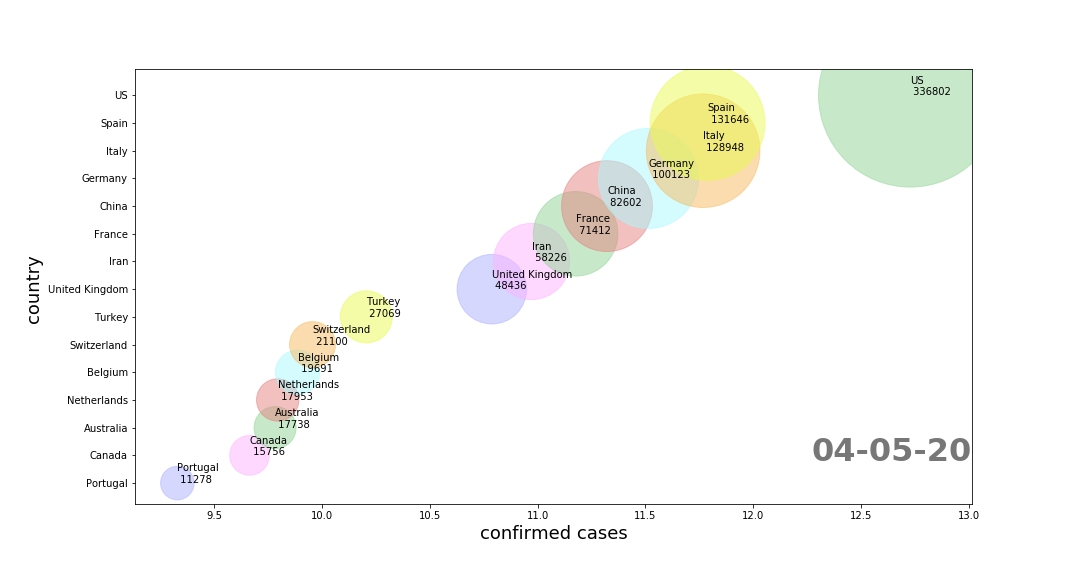 US
Spain
Italy
Germany
China
France
Iran
United Kingdom
Turkey
Switzerland
Belgium
Netherlands
Australia
Canada
Portugal
country
US
336802
Spain
131646
Italy
128948
Germany
100123
China
82602
France
71412
Iran
58226
United Kingdom
48436
Turkey
27069
Switzerland
21100
Belgium
19691
Netherlands
17953
Australia
17738
Canada
15756
Portugal
11278
04-05-20
9.5 10.0 10.5 11.0 11.5 12.0 12.5 13.0
confirmed cases